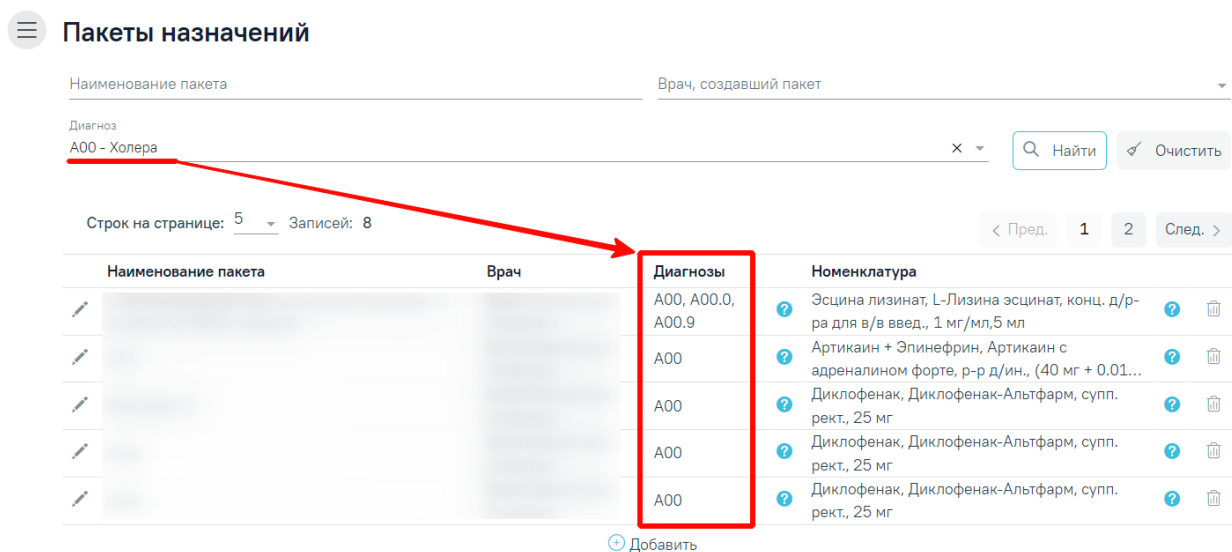 Пакеты назначений
Наименование пакета
Врач, создавший пакет
Диагноз
A00 - Холера
Найти
Очистить
Строк на странице: 5 Записей: 8
Пред. 1 2 След.
Наименование пакета Врач Диагнозы Номенклатура
A00, A00.0, Эсцина лизинат, L-Лизина эсцинат, конц. д/р-
A00.9 ра для в/в введ., 1 мг/мл,5 мл
A00 Артикаин + Эпинефрин, Артикаин с
адреналином форте, р-р д/ин., (40 мг + 0.01...
A00 Диклофенак, Диклофенак-Альтфарм, супп.
рект., 25 мг
A00 Диклофенак, Диклофенак-Альтфарм, супп.
рект., 25 мг
A00 Диклофенак, Диклофенак-Альтфарм, супп.
рект., 25 мг
Добавить